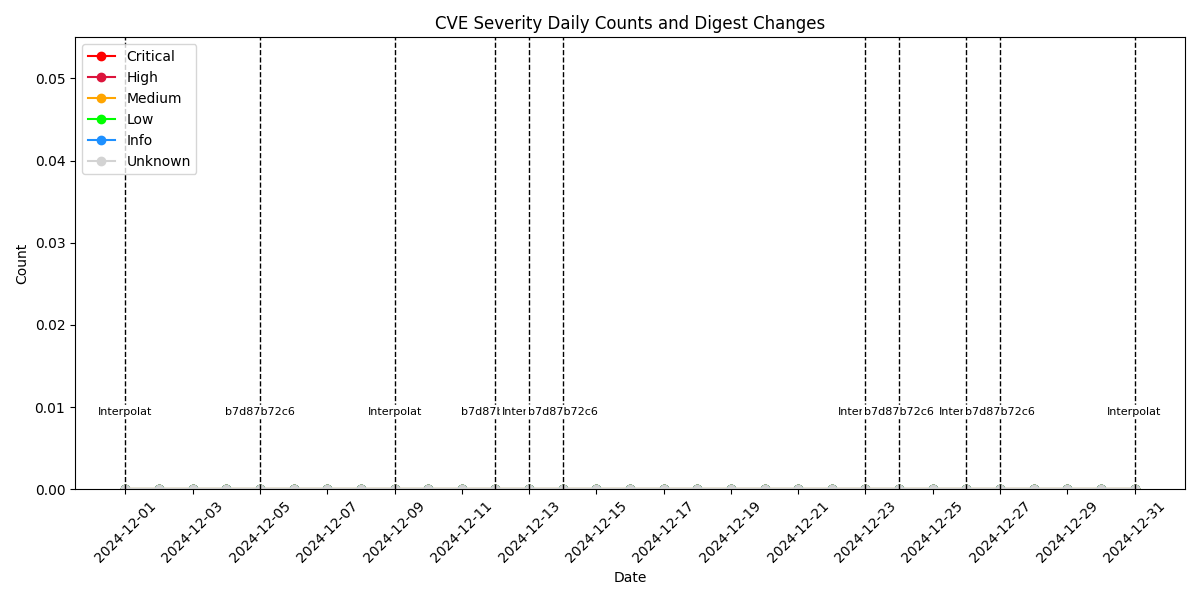 CVE Severity Daily Counts and Digest Changes
Critical
High
Medium
Low
Info
Unknown
0.05
0.04
0.03
0.02
0.01
0.00
Count
Interpolat
b7d87b72c6
Interpolat
b7d87
Inter
b7d87b72c6
Inter
b7d87b72c6
Inter
b7d87b72c6
Interpolat
2024-12-01
2024-12-03
2024-12-05
2024-12-07
2024-12-09
2024-12-11
2024-12-13
2024-12-15
2024-12-17
2024-12-19
2024-12-21
2024-12-23
2024-12-25
2024-12-27
2024-12-29
2024-12-31
Date